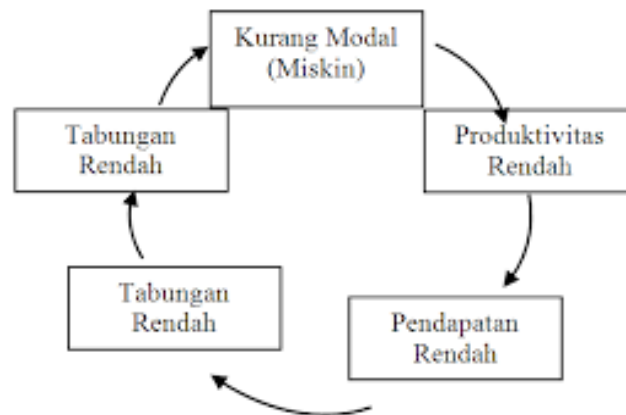 Kurang Modal
(Miskin)
Produktivitas
Rendah
Pendapatan
Rendah
Tabungan
Rendah
Tabungan
Rendah